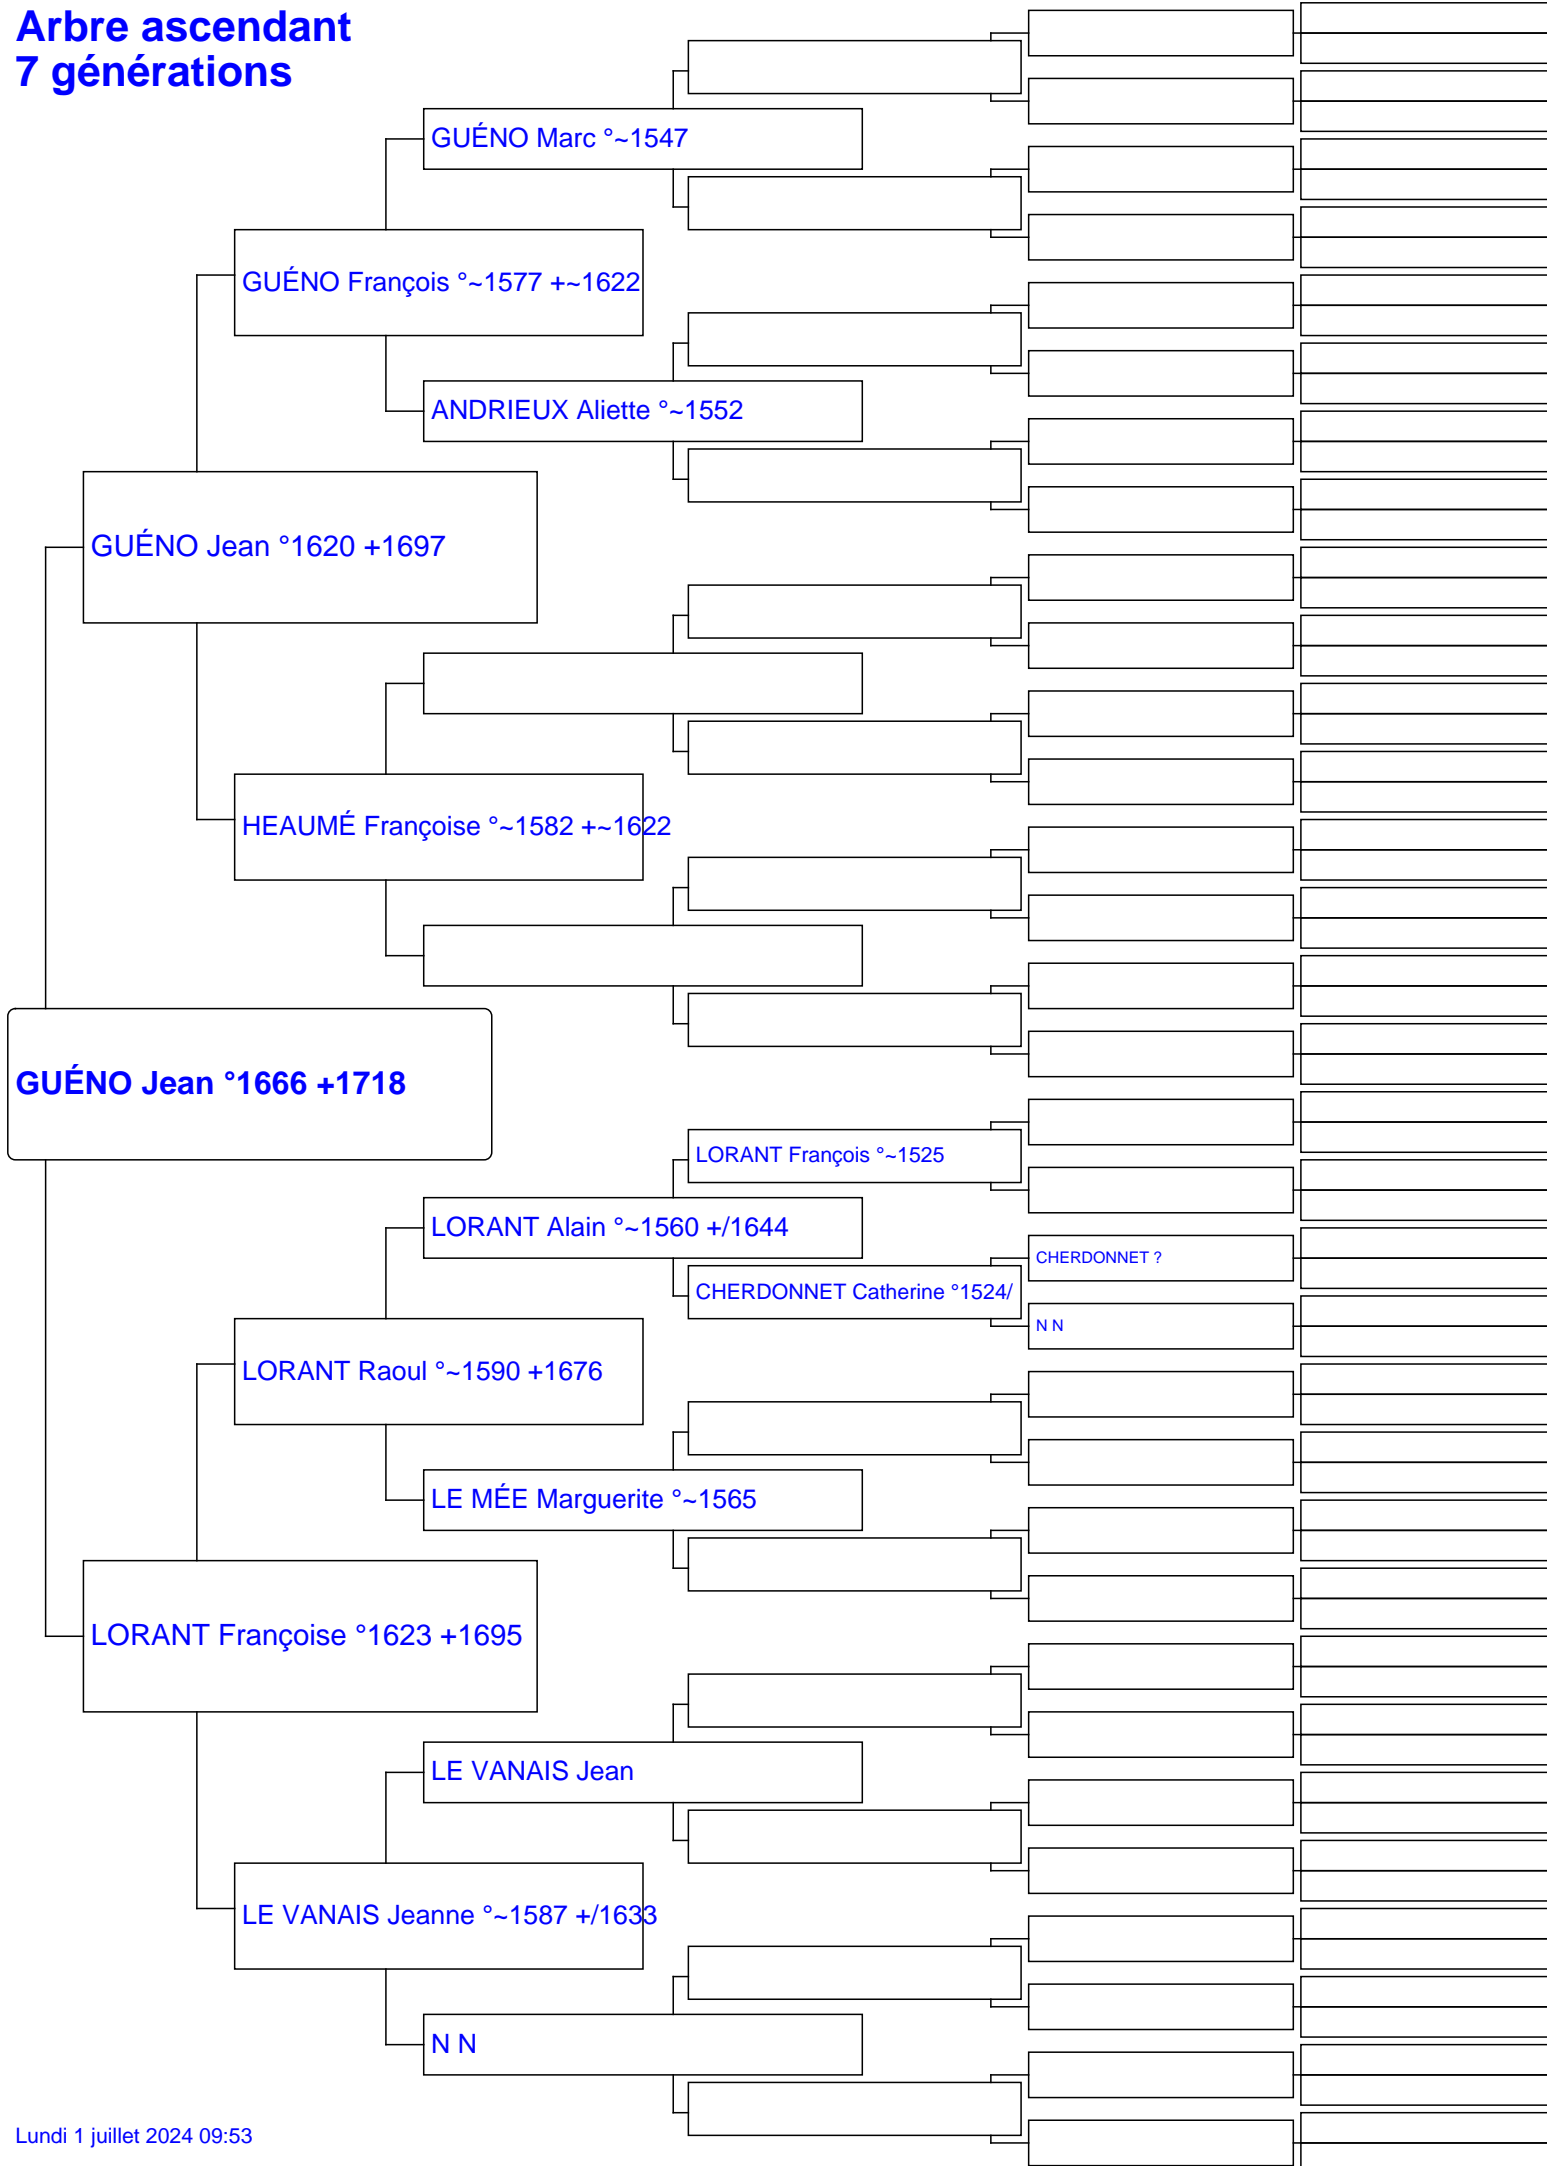 Arbre ascendant
7 générations
GUÉNO Marc °~1547
GUÉNO François °~1577 +~1622
ANDRIEUX Aliette °~1552
GUÉNO Jean °1620 +1697
HEAUMÉ Françoise °~1582 +~1622
GUÉNO Jean °1666 +1718
LORANT François °~1525
LORANT Alain °~1560 +/1644
CHERDONNET ?
CHERDONNET Catherine °1524/
N N
LORANT Raoul °~1590 +1676
LE MÉE Marguerite °~1565
LORANT Françoise °1623 +1695
LE VANAIS Jean
LE VANAIS Jeanne °~1587 +/1633
N N
Lundi 1 juillet 2024 09:53